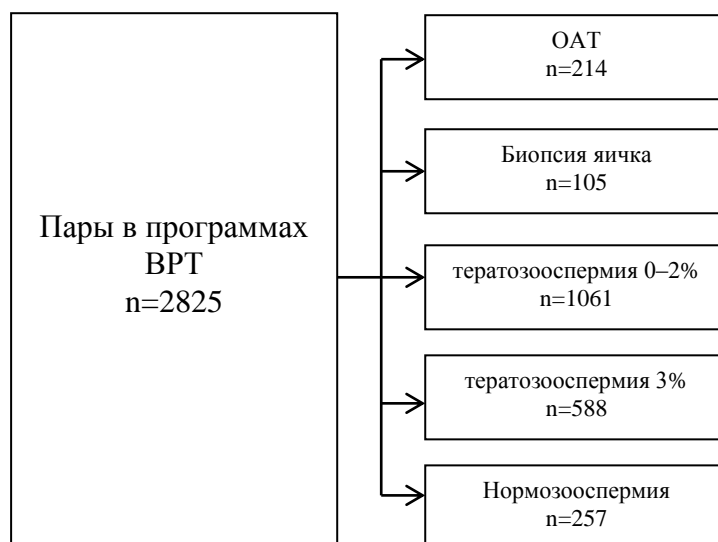 Пары в программах
ВРТ
n=2825
ОАТ
n=214
Биопсия яичка
n=105
тератозооспермия 0–2%
n=1061
тератозооспермия 3%
n=588
Нормозооспермия
n=257